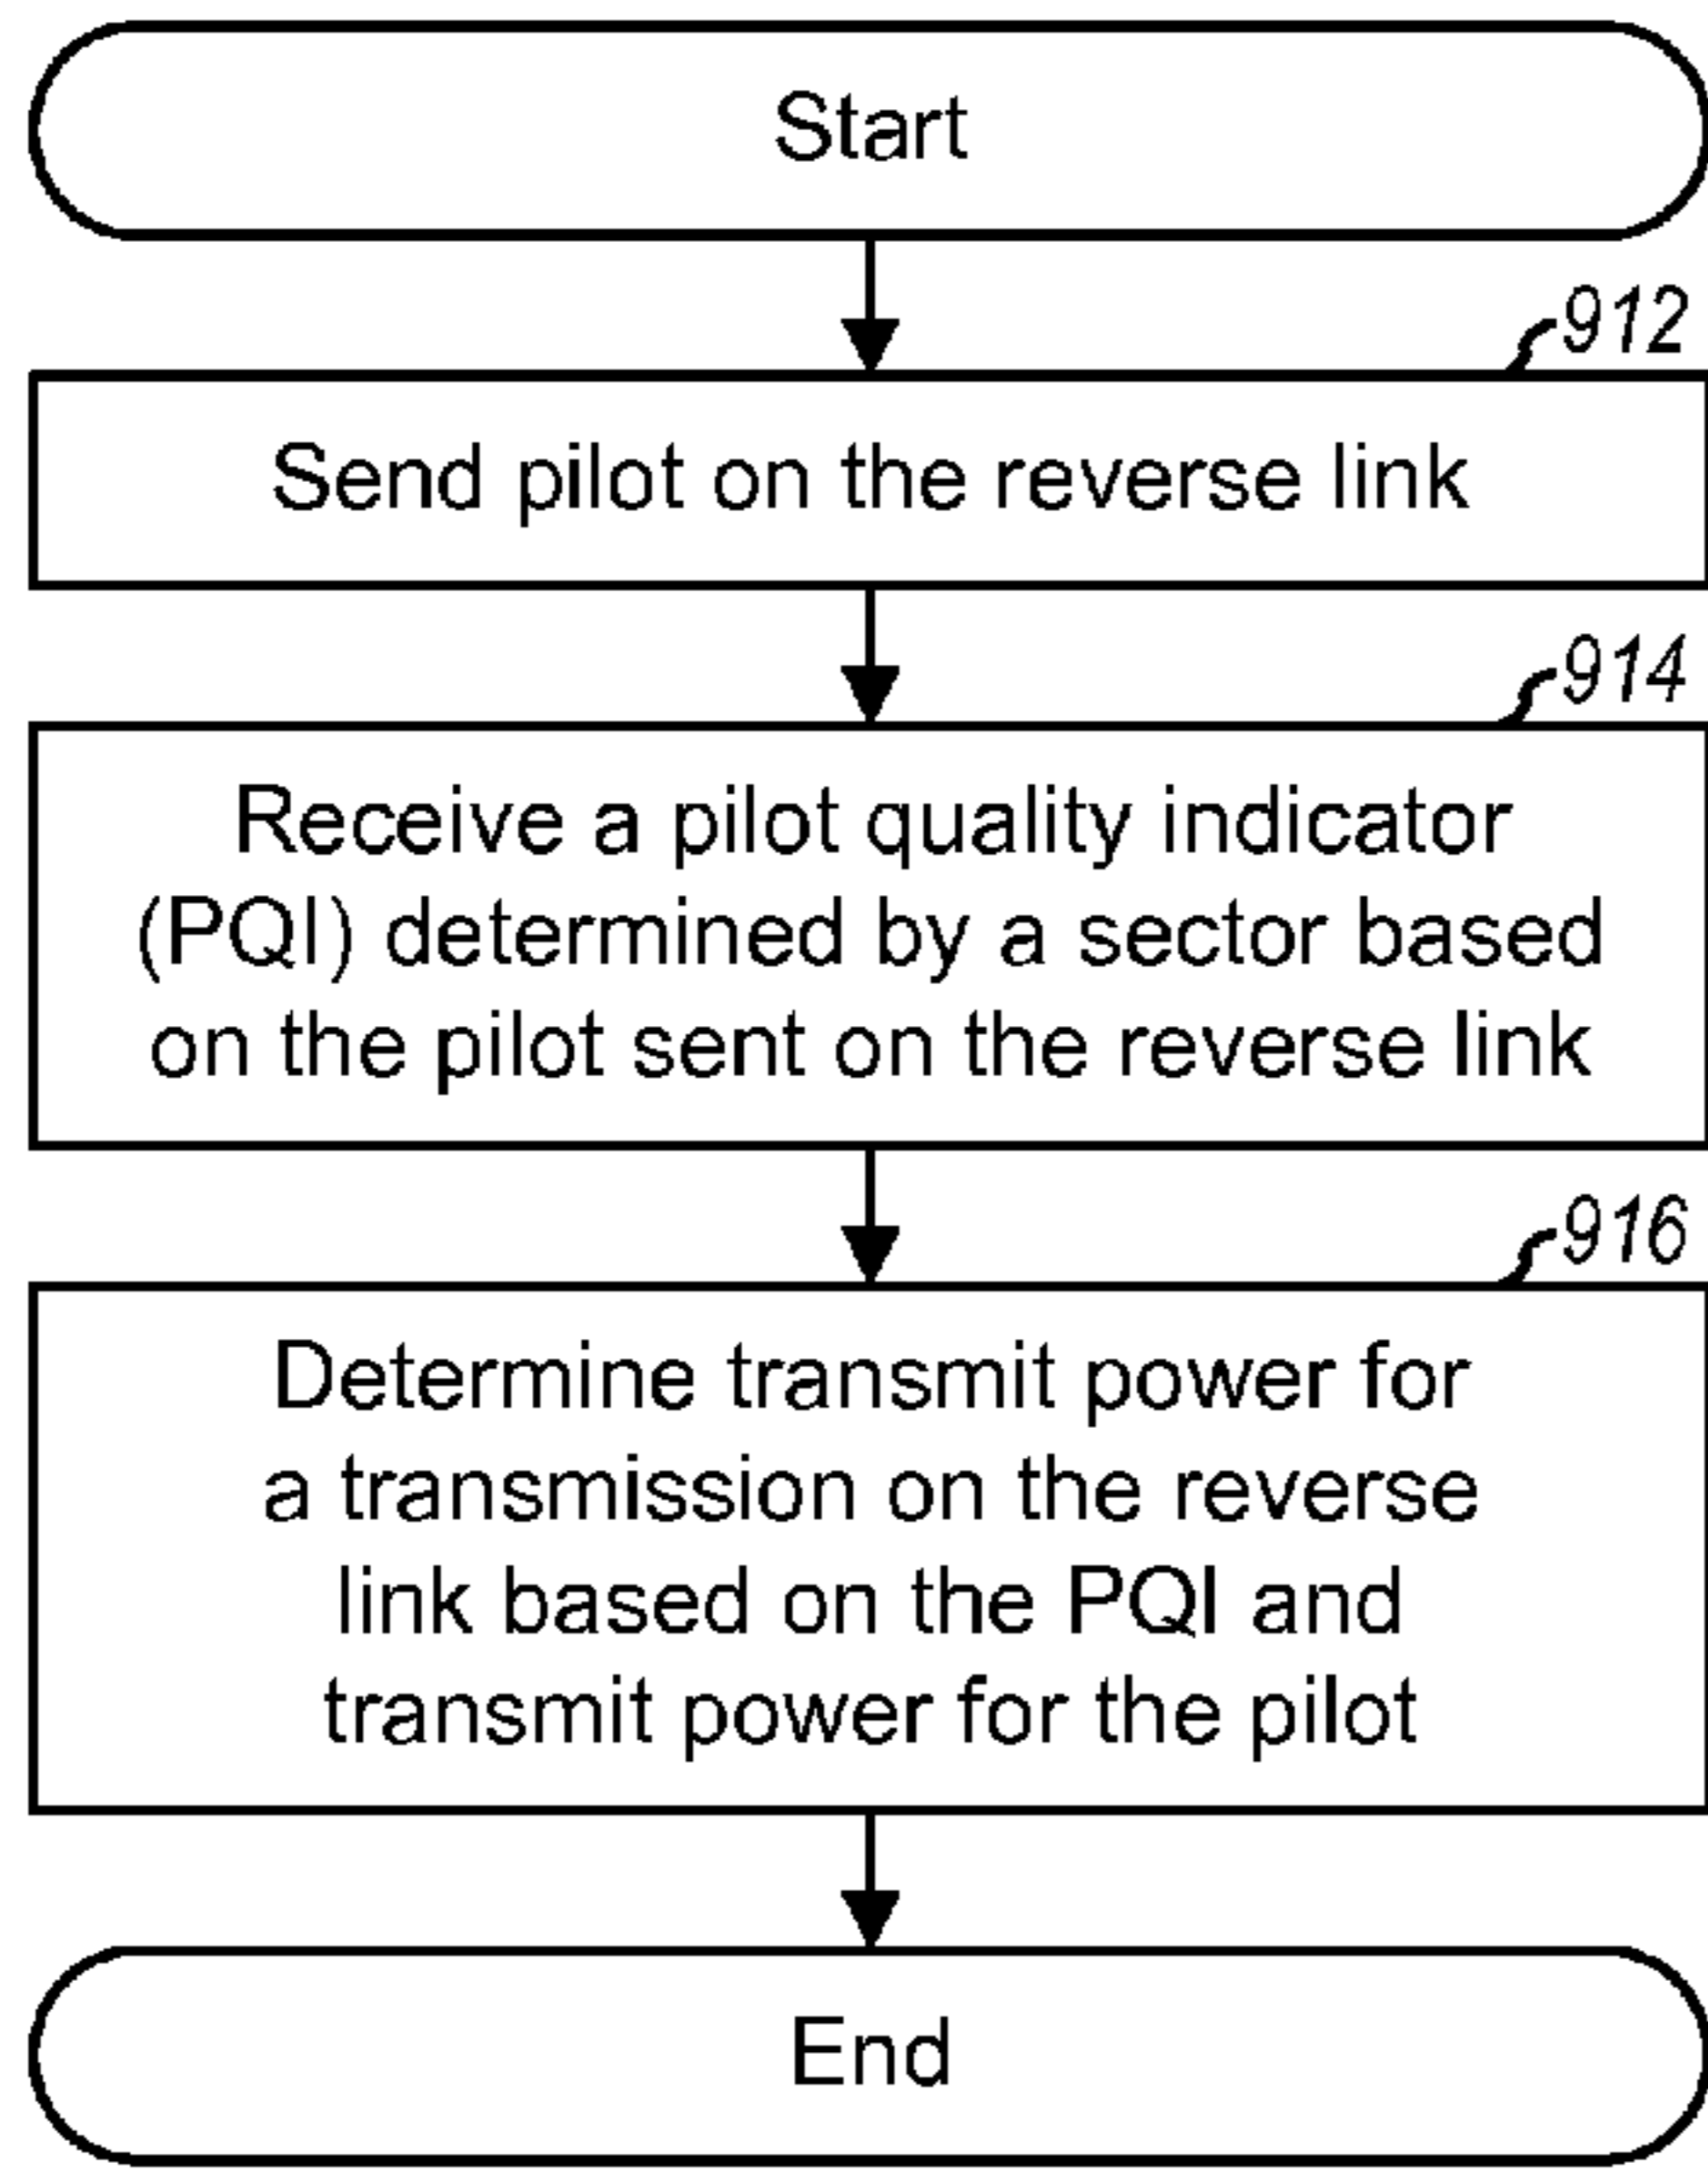 Start
912
Send pilot on the reverse link
914
Receive a pilot quality indicator
(PQI) determined by a sector based
on the pilot sent on the reverse link
916
Determine transmit power for
a transmission on the reverse
link based on the PQI and
transmit power for the pilot
End